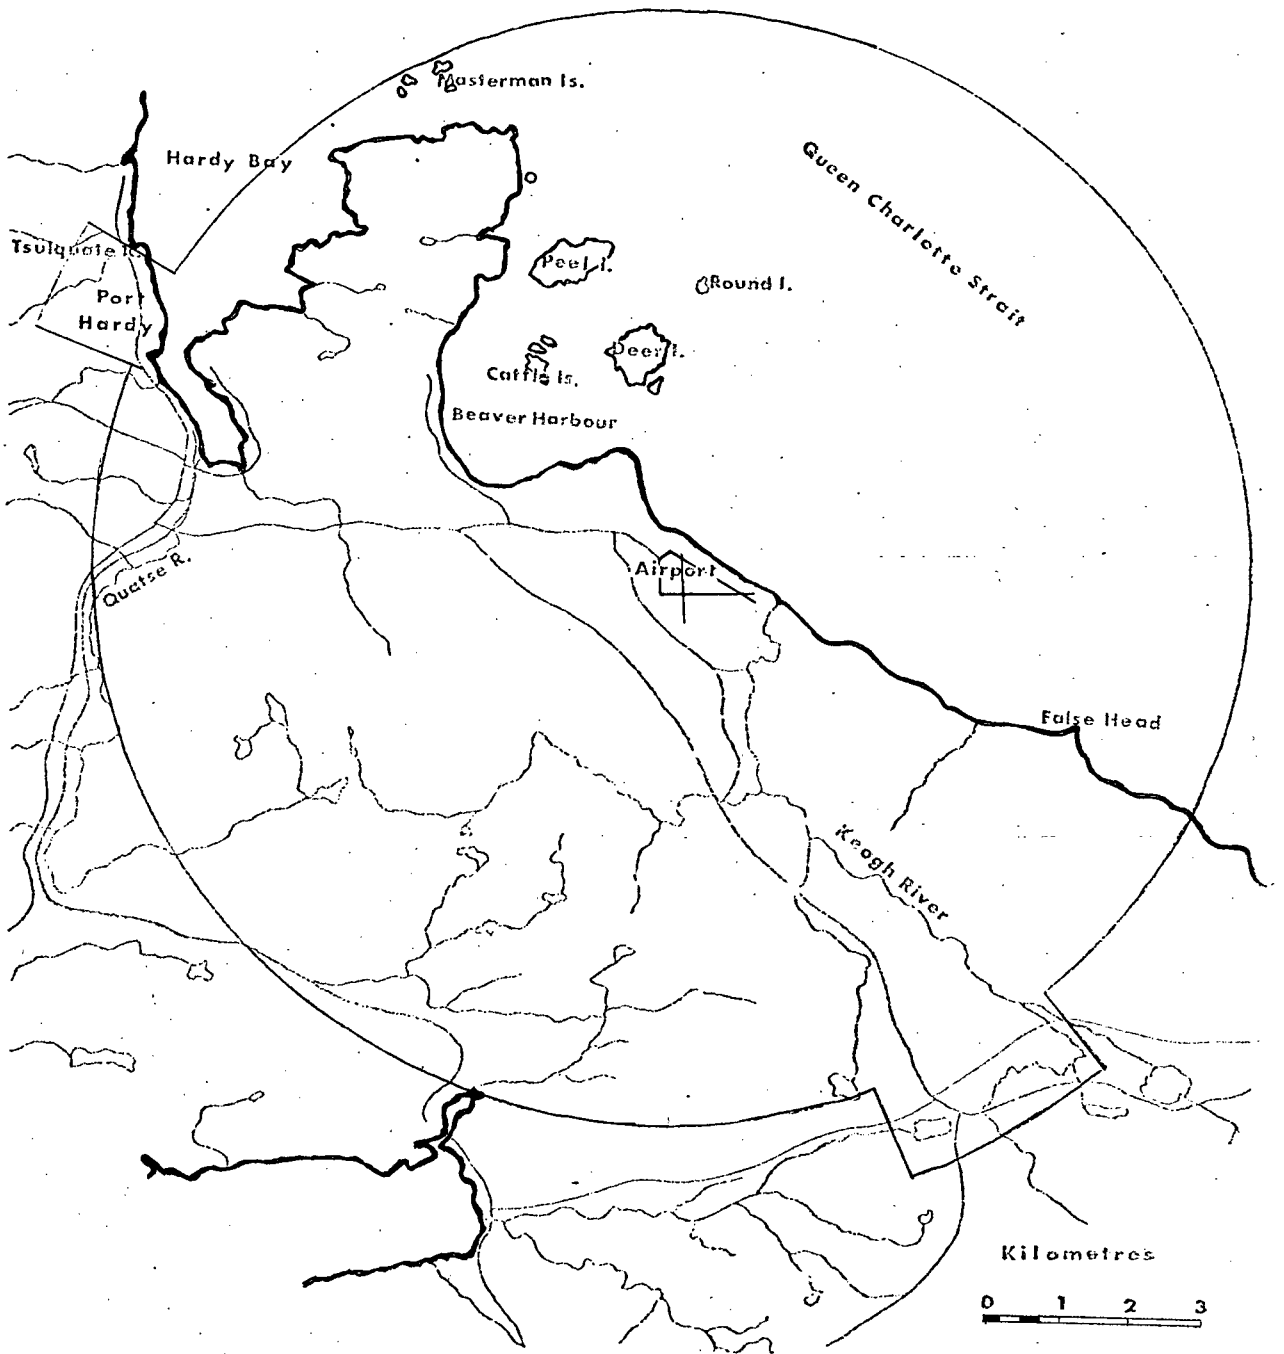 Masterman Is.
Hardy Bay
Queen Charlotte Strait
Tsulquate R.
Peel I.
Round I.
Port
Hardy
Deer I.
Cattle Is.
Beaver Harbour
Airport
Quatse R.
False Head
Keogh River
Kilometres
0 1 2 3